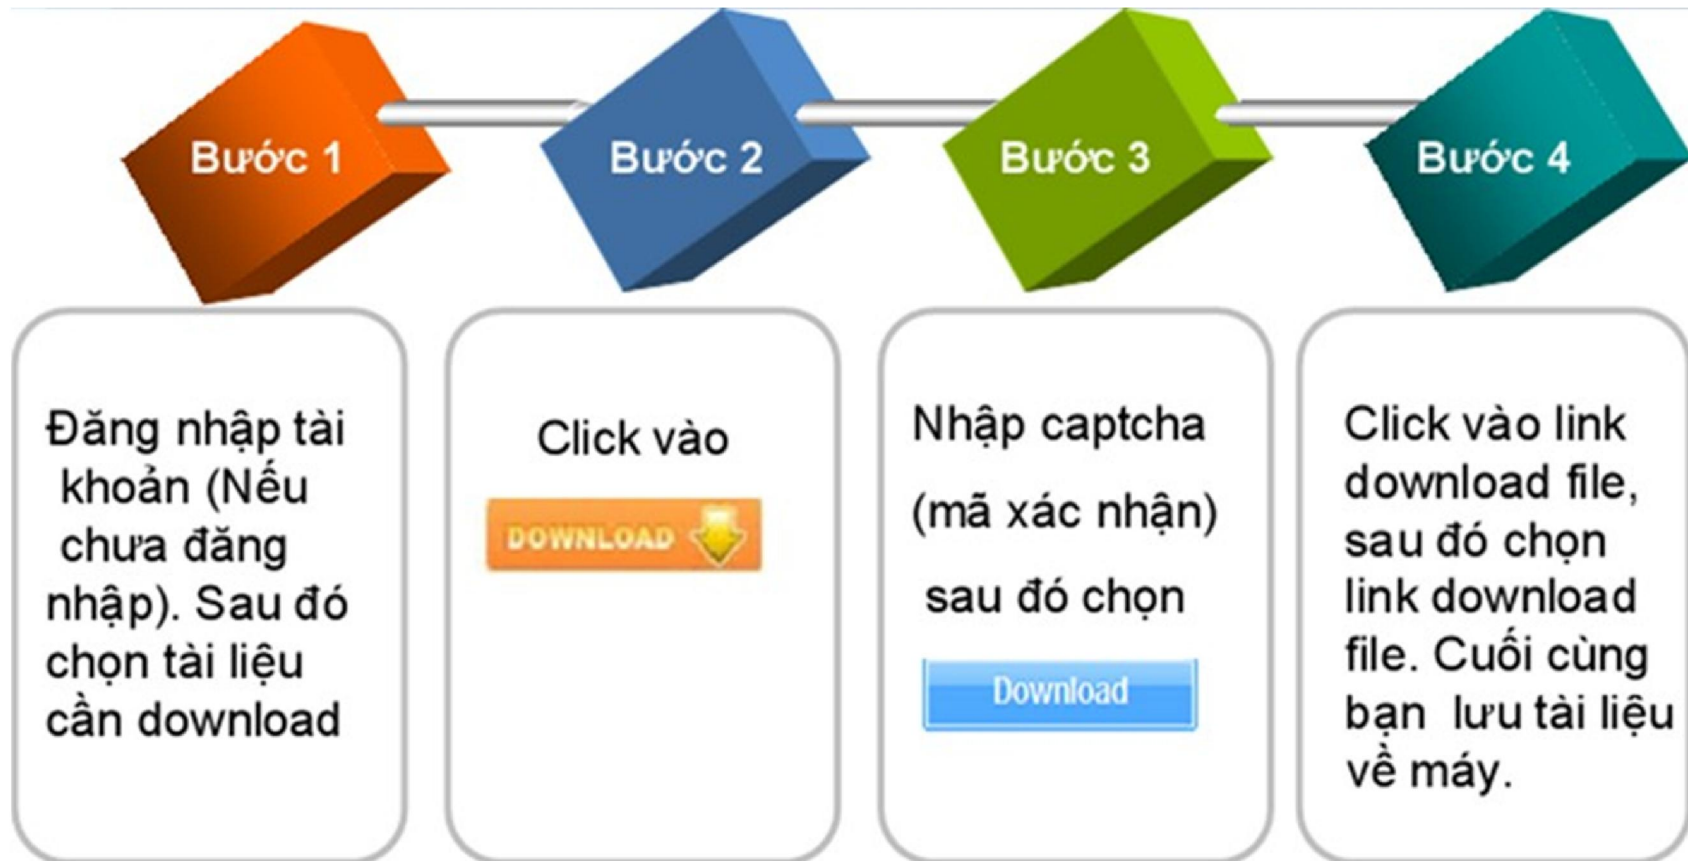 Bước 1
Bước 2
Bước 3
Bước 4
Đăng nhập tài
khoản (Nếu
chưa đăng
nhập). Sau đó
chọn tài liệu
cần download
Click vào
DOWNLOAD
Nhập captcha
(mã xác nhận)
sau đó chọn
Download
Click vào link
download file,
sau đó chọn
link download
file. Cuối cùng
bạn lưu tài liệu
về máy.